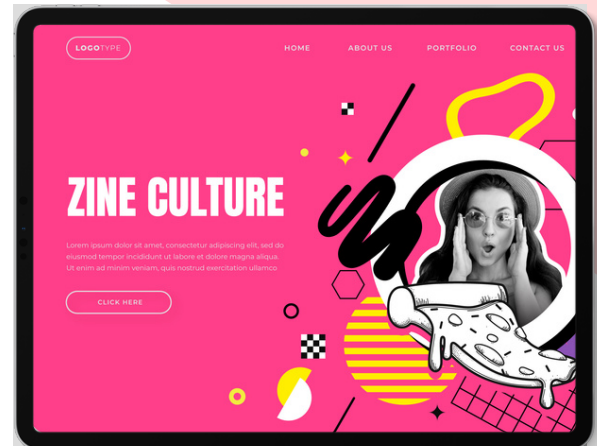 LOGOTYPE
HOME
ABOUT US
PORTFOLIO
CONTACT US
ZINE CULTURE
Lorem ipsum dolor sit amet, consectetur adipiscing elit, sed do
eiusmod tempor incididunt ut labore et dolore magna aliqua.
Ut enim ad minim veniam, quis nostrud exercitation ullamco
CLICK HERE